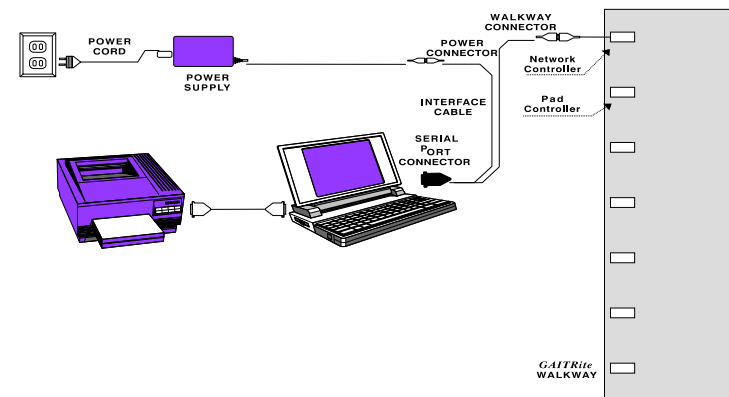 POWER
CORD
POWER
SUPPLY
POWER
CONNECTOR
WALKWAY
CONNECTOR
Network
Controller
Pad
Controller
INTERFACE
CABLE
SERIAL
PORT
CONNECTOR
GAITRite
WALKWAY